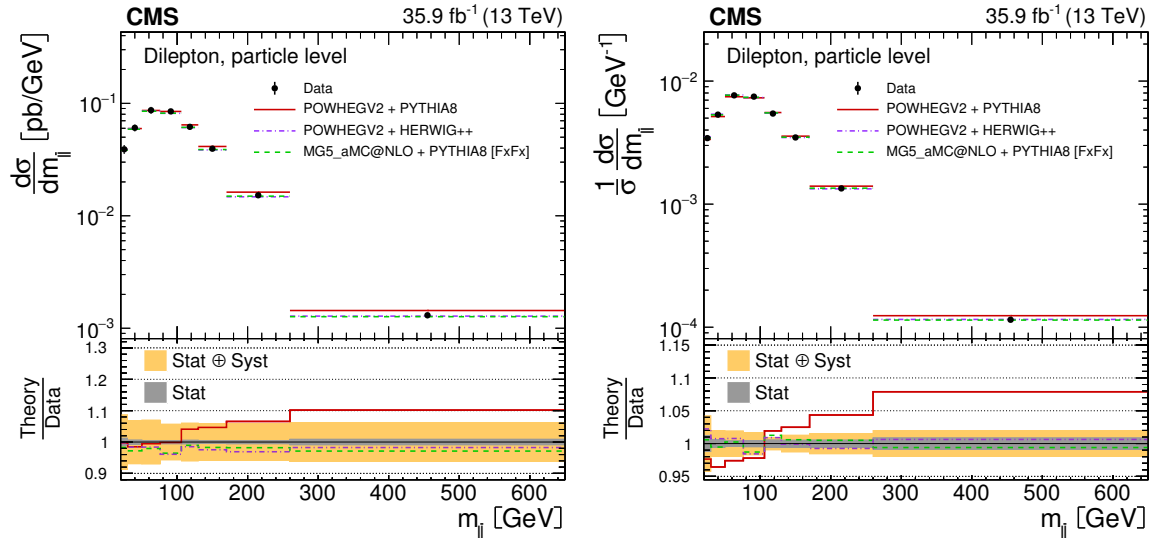 CMS 35.9 fb⁻¹ (13 TeV)
Dilepton, particle level
Data
POWHEGV2 + PYTHIA8
POWHEGV2 + HERWIG++
MG5_aMC@NLO + PYTHIA8 [FxFx]
dσ/dm_ll̄ [pb/GeV]
10⁻¹
10⁻²
10⁻³
Stat ⊕ Syst
Stat
Theory
Data
1.3
1.2
1.1
1
0.9
100 200 300 400 500 600
m_ll̄ [GeV]
CMS 35.9 fb⁻¹ (13 TeV)
Dilepton, particle level
Data
POWHEGV2 + PYTHIA8
POWHEGV2 + HERWIG++
MG5_aMC@NLO + PYTHIA8 [FxFx]
1/σ dσ/dm_ll̄ [GeV⁻¹]
10⁻²
10⁻³
10⁻⁴
Stat ⊕ Syst
Stat
Theory
Data
1.15
1.1
1.05
1
0.95
100 200 300 400 500 600
m_ll̄ [GeV]